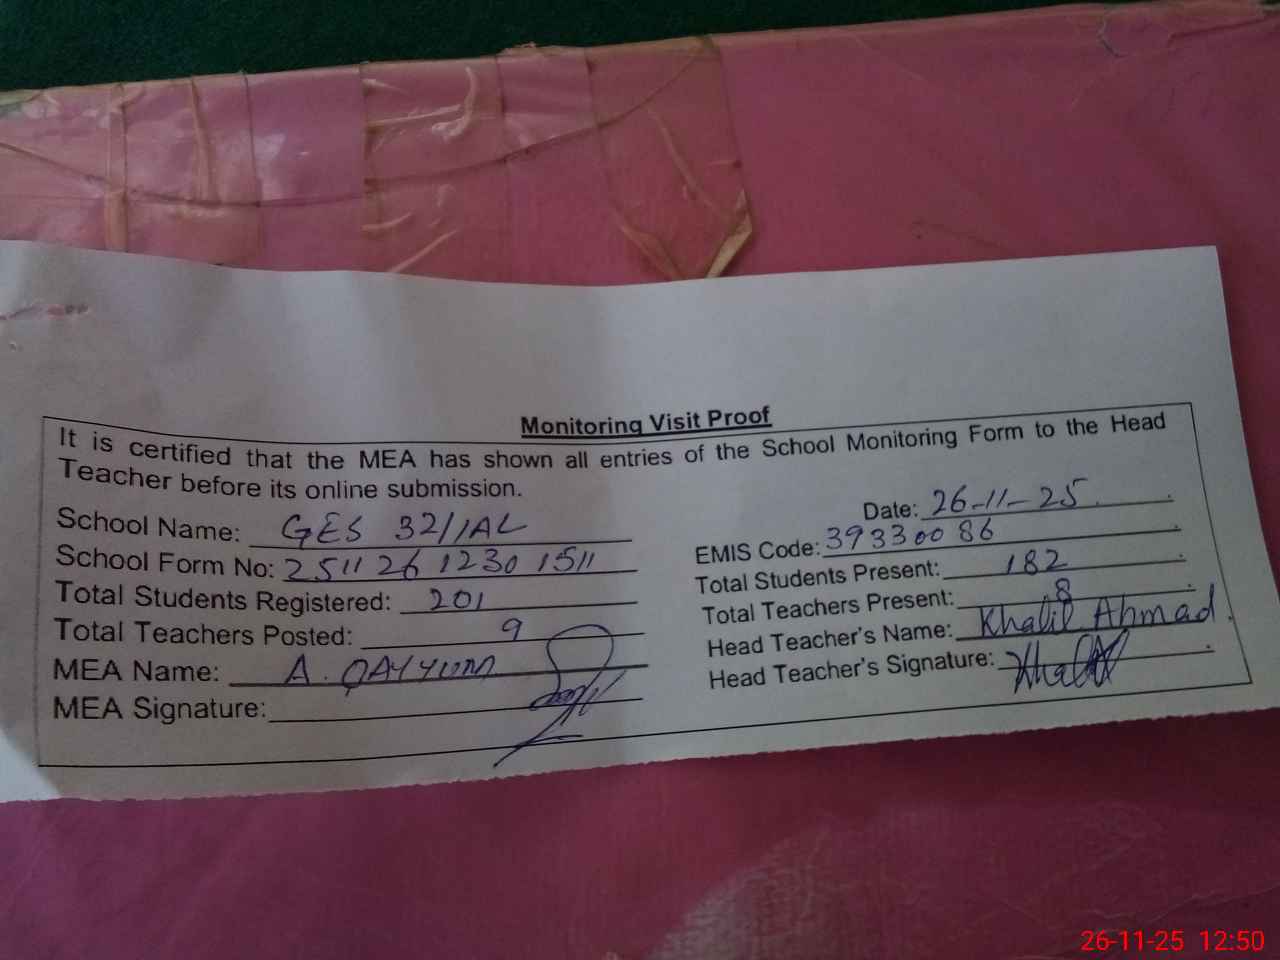 Monitoring Visit Proof
It is certified that the MEA has shown all entries of the School Monitoring Form to the Head
Teacher before its online submission.
School Name: GES 32/1AL
Date: 26-11-25.
School Form No: 2511 26 1230 1511
EMIS Code: 39330086
Total Students Registered: 201
Total Students Present: 182
Total Teachers Posted: 9
Total Teachers Present: 8
MEA Name: A. QAYYUM
Head Teacher's Name: Khalil Ahmad.
MEA Signature:
Head Teacher's Signature:
26-11-25 12:50